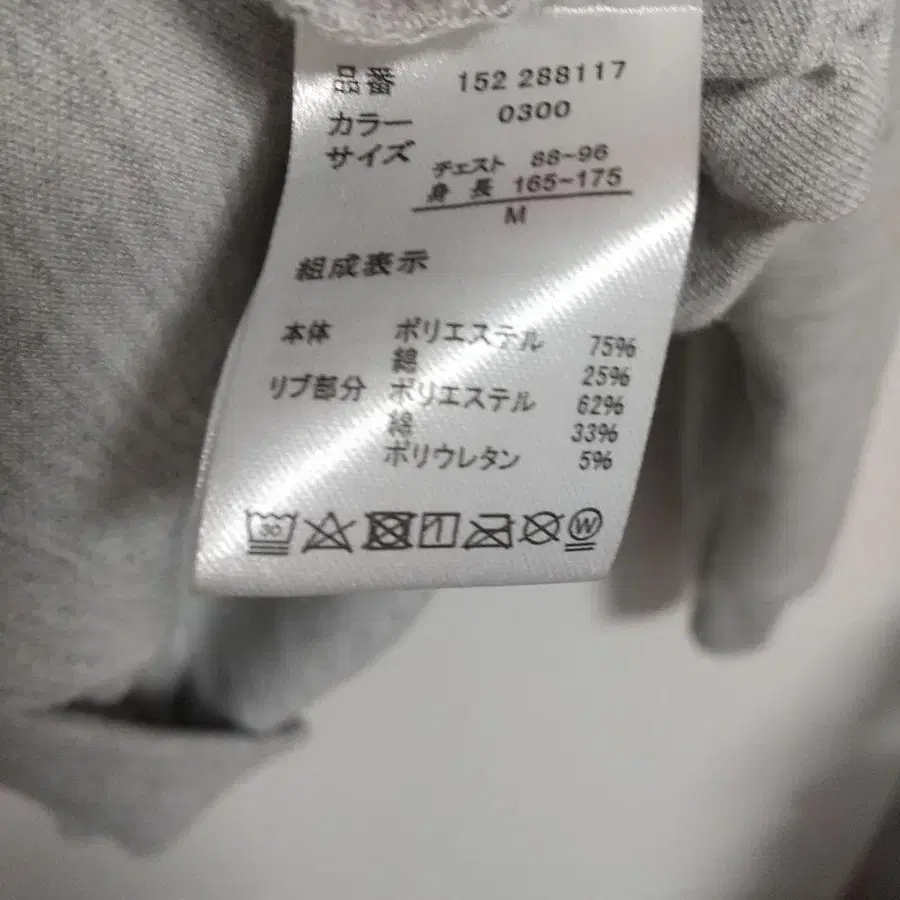 品番 152 288117
カラー 0300
サイズ チェスト 88-96
身長 165-175
M
組成表示
本体 ポリエステル 75%
綿 25%
リブ部分 ポリエステル 62%
綿 33%
ポリウレタン 5%
30 W